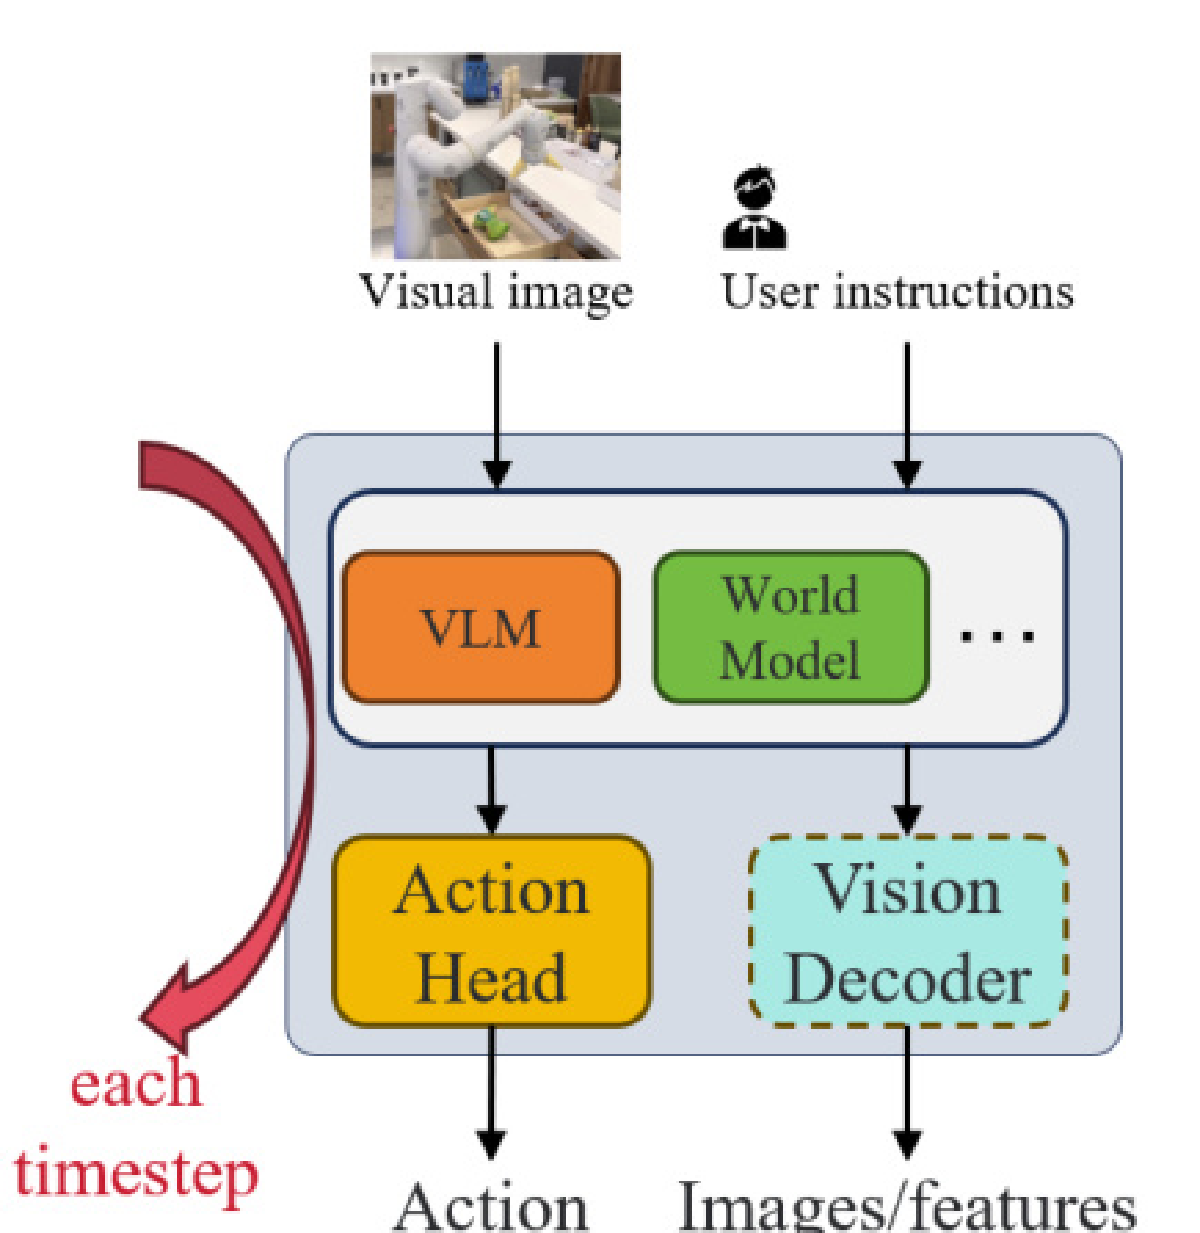 Visual image
User instructions
VLM
World
Model
...
Action
Head
Vision
Decoder
each
timestep
Action
Images/features